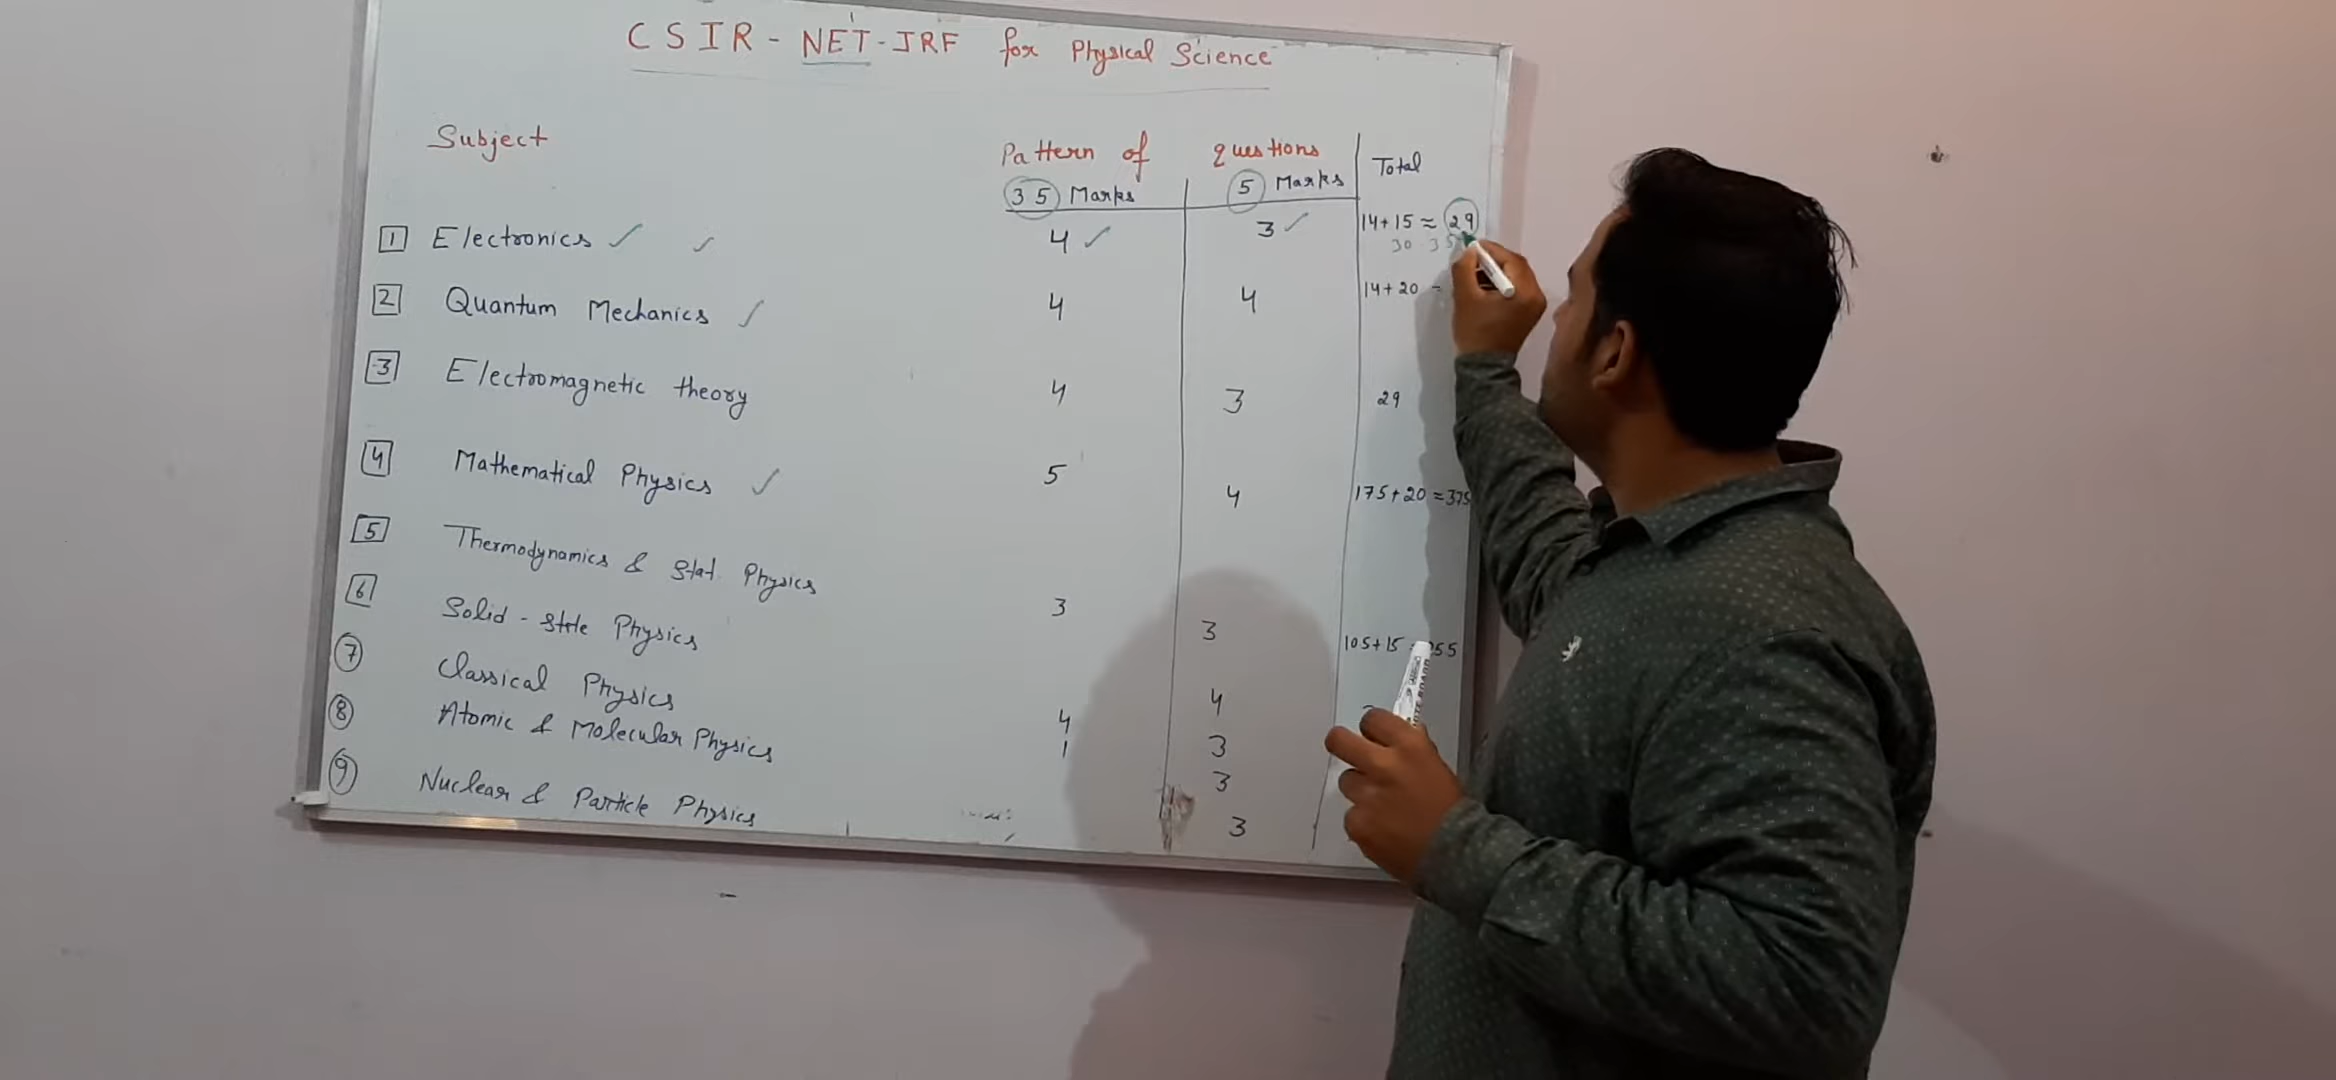 CSIR - NET - JRF for Physical Science
Subject Pattern of questions Total
35 Marks 5 Marks
1 Electronics ✓ ✓ 4 ✓ 3 ✓ 14+15 ≈ 29
30 35
2 Quantum Mechanics ✓ 4 4 14+20 -
3 Electromagnetic theory 4 3 29
4 Mathematical Physics ✓ 5 4 175+20 = 375
5 Thermodynamics & Stat. Physics 3 3 105+15 255
6 Solid-State Physics 4 4
7 Classical Physics 1 3
8 Atomic & Molecular Physics 3
9 Nuclear & Particle Physics 3